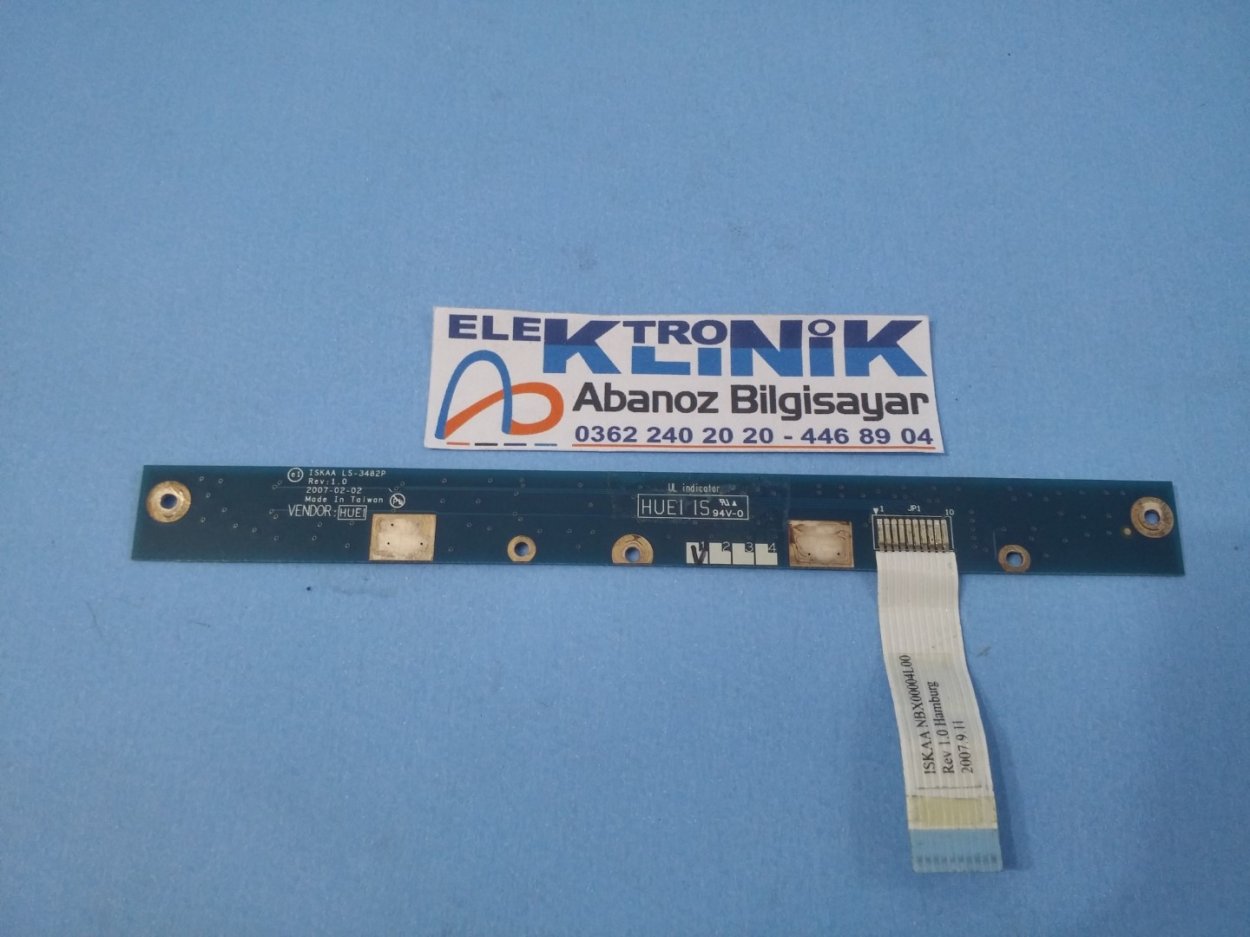 ELEKTRONİK
KLİNİK
Abanoz Bilgisayar
0362 240 20 20 - 446 89 04
ISKAA LS-3482P
Rev:1.0
2007-02-02
Made In Taiwan
Pb
VENDOR: HUEI
UL indicator
HUEI IS 94V-0
V 1 2 3 4
1 JP1 10
ISKAA NBX00004L00
Rev 1.0 Hamburg
2007.9.11